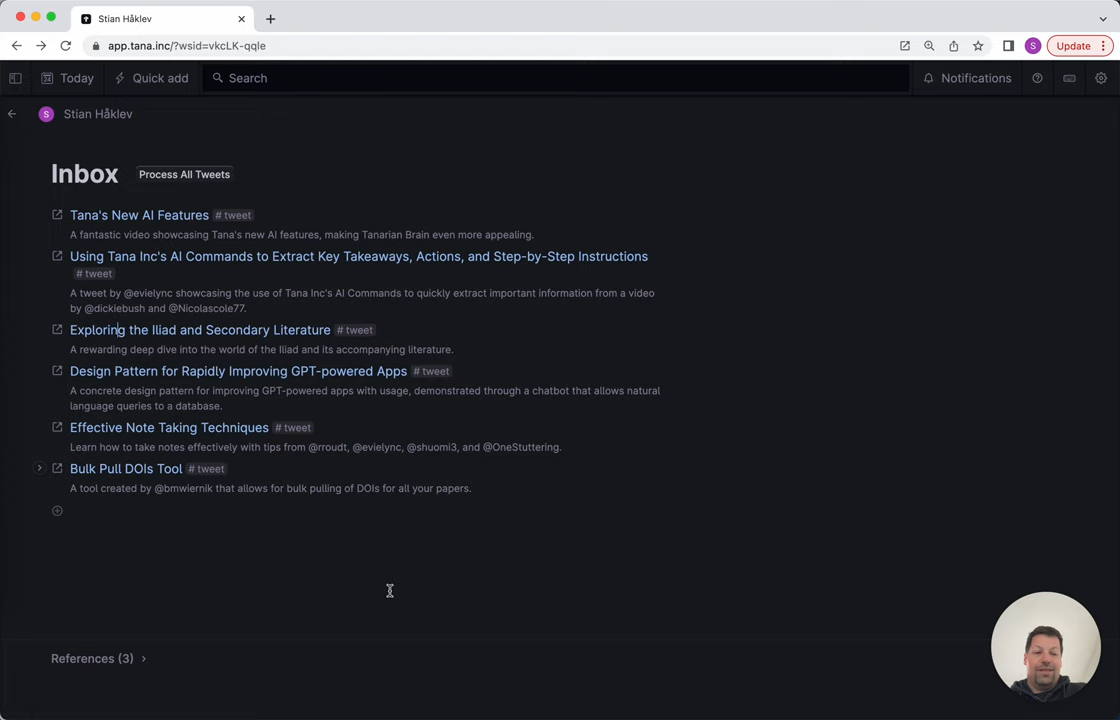 Stian Håklev
app.tana.inc/?wsid=vkcLK-qqle
S
Update
Today
Quick add
Search
Notifications
S
Stian Håklev
Inbox
Process All Tweets
Tana's New AI Features # tweet
A fantastic video showcasing Tana's new AI features, making Tanarian Brain even more appealing.
Using Tana Inc's AI Commands to Extract Key Takeaways, Actions, and Step-by-Step Instructions
# tweet
A tweet by @evielync showcasing the use of Tana Inc's AI Commands to quickly extract important information from a video
by @dickiebush and @Nicolascole77.
Exploring the Iliad and Secondary Literature # tweet
A rewarding deep dive into the world of the Iliad and its accompanying literature.
Design Pattern for Rapidly Improving GPT-powered Apps # tweet
A concrete design pattern for improving GPT-powered apps with usage, demonstrated through a chatbot that allows natural
language queries to a database.
Effective Note Taking Techniques # tweet
Learn how to take notes effectively with tips from @rroudt, @evielync, @shuomi3, and @OneStuttering.
Bulk Pull DOIs Tool # tweet
A tool created by @bmwiernik that allows for bulk pulling of DOIs for all your papers.
References (3)